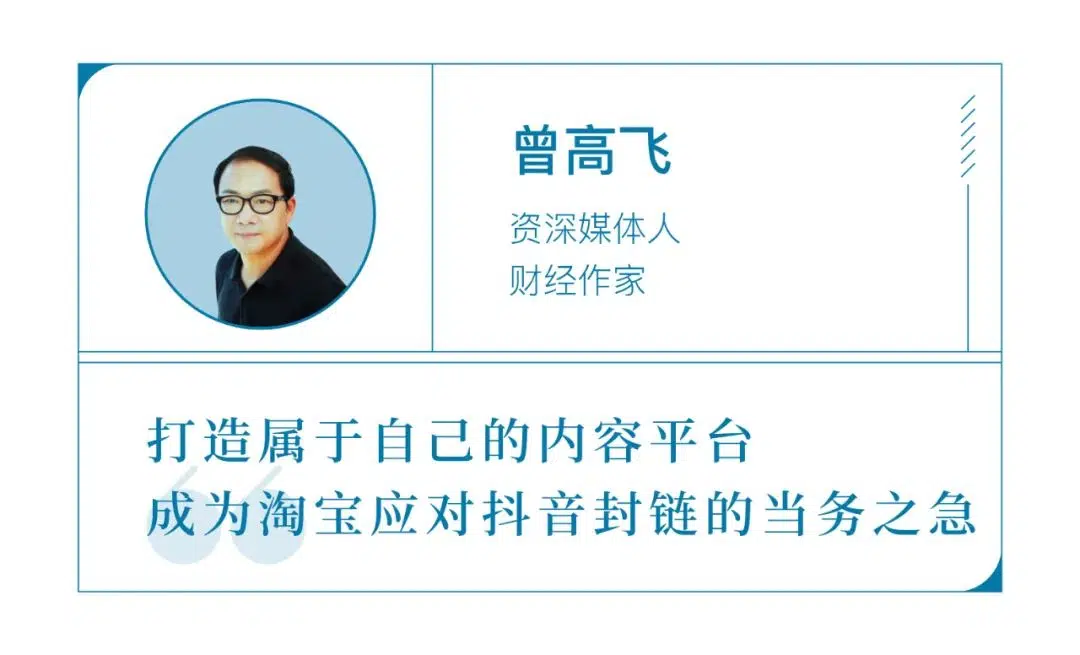 曾高飞
资深媒体人
财经作家
打造属于自己的内容平台
成为淘宝应对抖音封链的当务之急